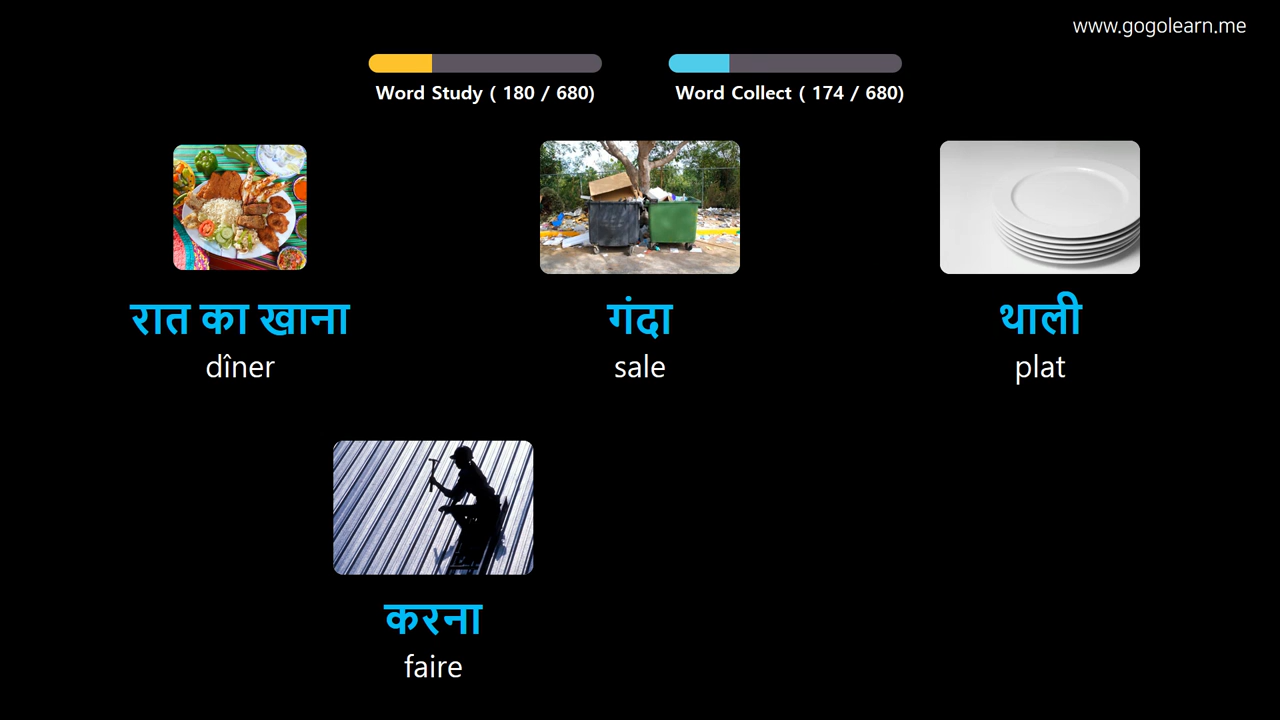 www.gogolearn.me
Word Study ( 180 / 680)
Word Collect ( 174 / 680)
रात का खाना
dîner
गंदा
sale
थाली
plat
करना
faire